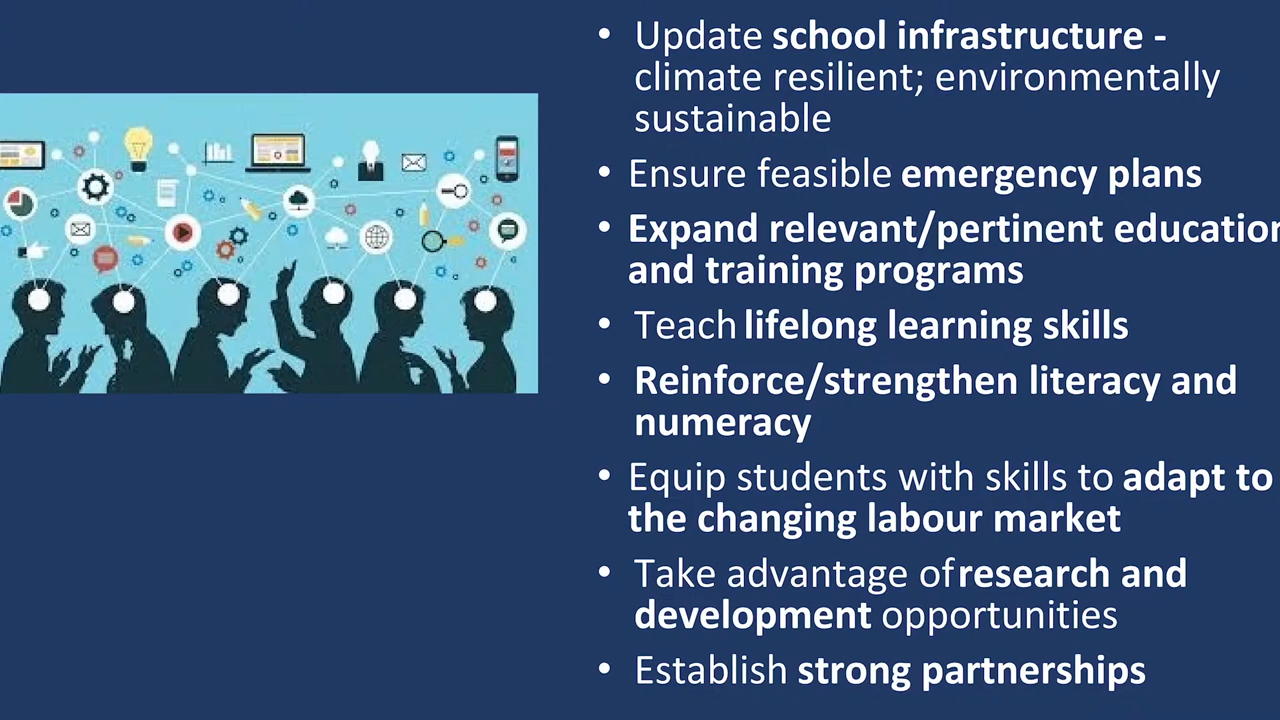 • Update school infrastructure -
climate resilient; environmentally
sustainable
• Ensure feasible emergency plans
• Expand relevant/pertinent education
and training programs
• Teach lifelong learning skills
• Reinforce/strengthen literacy and
numeracy
• Equip students with skills to adapt to
the changing labour market
• Take advantage of research and
development opportunities
• Establish strong partnerships